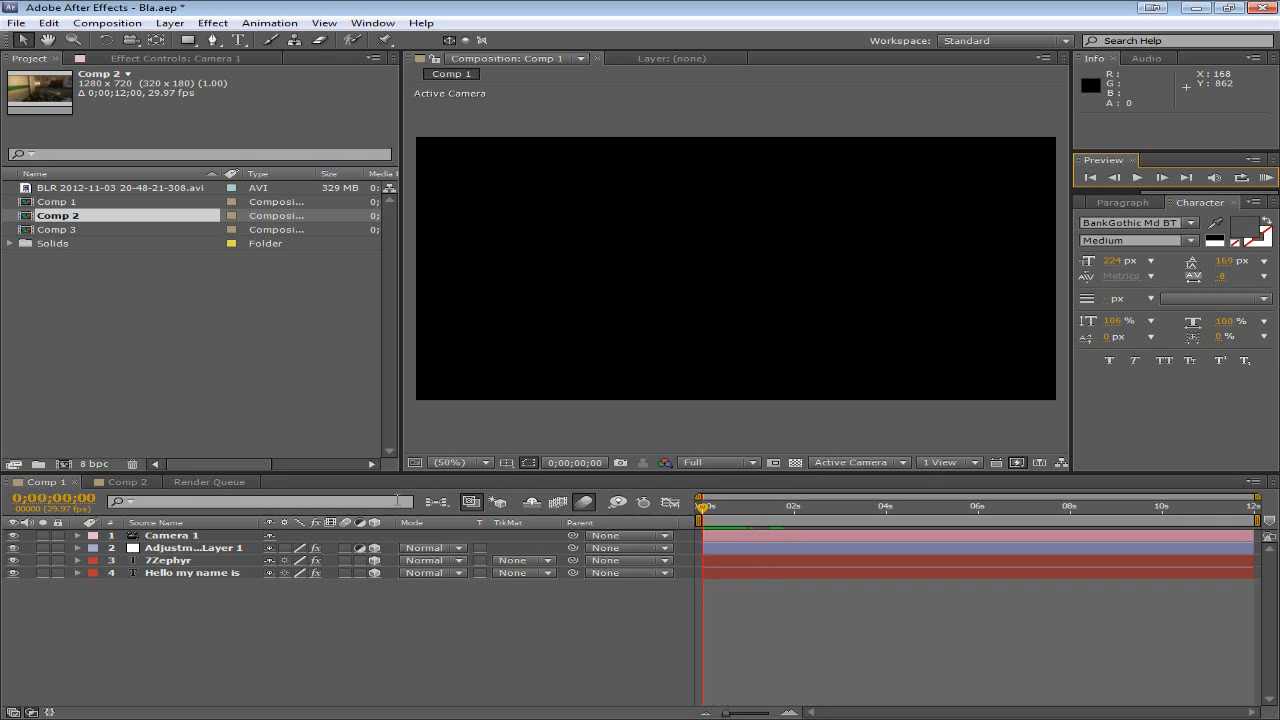 Adobe After Effects - Bla.aep *
File Edit Composition Layer Effect Animation View Window Help
Workspace: Standard
Search Help
Project Effect Controls: Camera 1
Comp 2
1280 x 720 (320 x 180) (1.00)
Δ 0;00;12;00, 29.97 fps
Name Type Size Media
BLR 2012-11-03 20-48-21-308.avi AVI 329 MB 0:
Comp 1 Composi... 0;
Comp 2 Composi... 0;
Comp 3 Composi... 0;
Solids Folder
8 bpc
Composition: Comp 1 Layer: (none)
Comp 1
Active Camera
(50%) 0;00;00;00 Full Active Camera 1 View
Info Audio
R: X: 168
G: Y: 862
B:
A: 0
Preview
Paragraph Character
BankGothic Md BT
Medium
224 px 169 px
Metrics -8
- px
106 % 100 %
0 px 0 %
T T TT Tr T¹ T₁
Comp 1 Comp 2 Render Queue
0;00;00;00
00000 (29.97 fps)
# Source Name Mode T TrkMat Parent
1 Camera 1 None
2 Adjustm...Layer 1 Normal None
3 7Zephyr Normal None None
4 Hello my name is Normal None None
02s 04s 06s 08s 10s 12s